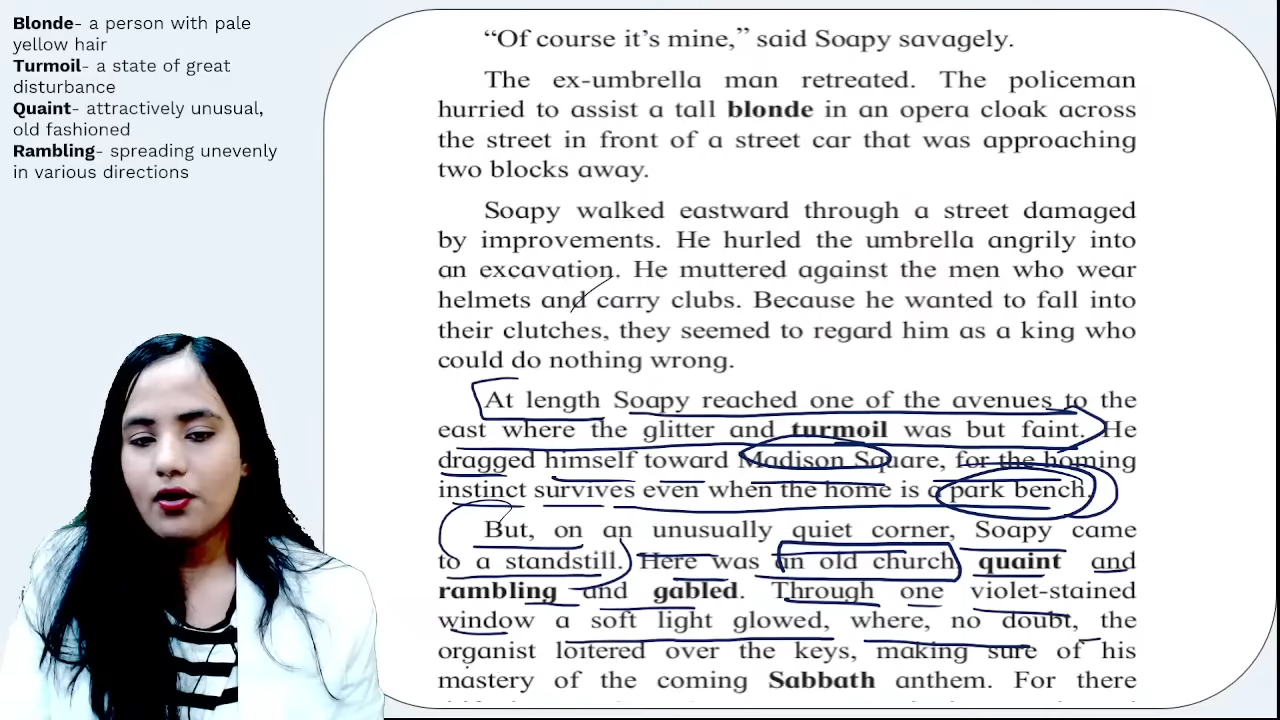 Blonde- a person with pale
yellow hair
Turmoil- a state of great
disturbance
Quaint- attractively unusual,
old fashioned
Rambling- spreading unevenly
in various directions
“Of course it’s mine,” said Soapy savagely.
The ex-umbrella man retreated. The policeman
hurried to assist a tall blonde in an opera cloak across
the street in front of a street car that was approaching
two blocks away.
Soapy walked eastward through a street damaged
by improvements. He hurled the umbrella angrily into
an excavation. He muttered against the men who wear
helmets and carry clubs. Because he wanted to fall into
their clutches, they seemed to regard him as a king who
could do nothing wrong.
At length Soapy reached one of the avenues to the
east where the glitter and turmoil was but faint. He
dragged himself toward Madison Square, for the homing
instinct survives even when the home is a park bench.
But, on an unusually quiet corner, Soapy came
to a standstill. Here was an old church quaint and
rambling and gabled. Through one violet-stained
window a soft light glowed, where, no doubt, the
organist loitered over the keys, making sure of his
mastery of the coming Sabbath anthem. For there